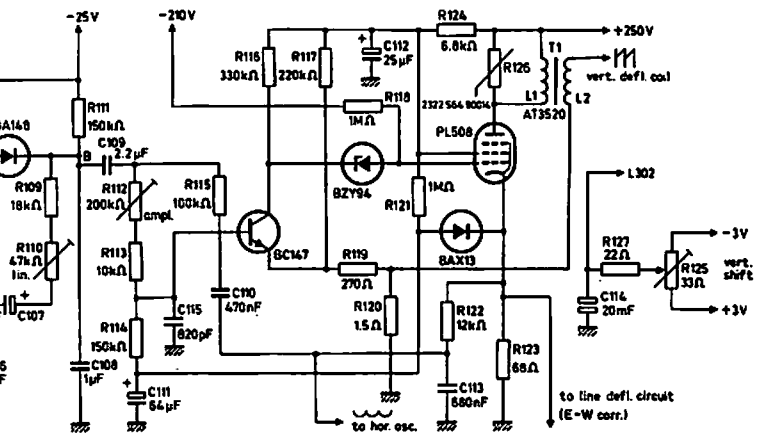 -25V
-210V
R124
6.8kΩ
+250V
C112
25µF
R116
330kΩ
R117
220kΩ
T1
R126
vert. defl. coil
R118
1MΩ
2322 564 90014
L1
L2
AT3520
R111
150kΩ
PL508
BA148
C109
2.2µF
B
BZY94
R109
18kΩ
R112
200kΩ
ampl.
R115
100kΩ
1MΩ
R121
L302
BC147
BAX13
R110
47kΩ
lin.
R113
10kΩ
R119
270Ω
R127
22Ω
-3V
R125
33Ω
vert.
shift
+3V
C107
C115
820pF
C110
470nF
R120
1.5Ω
R122
12kΩ
C114
20mF
R114
150kΩ
R123
68Ω
C108
1µF
C111
64µF
C113
680nF
6
F
to hor. osc.
to line defl. circuit
(E-W corr.)